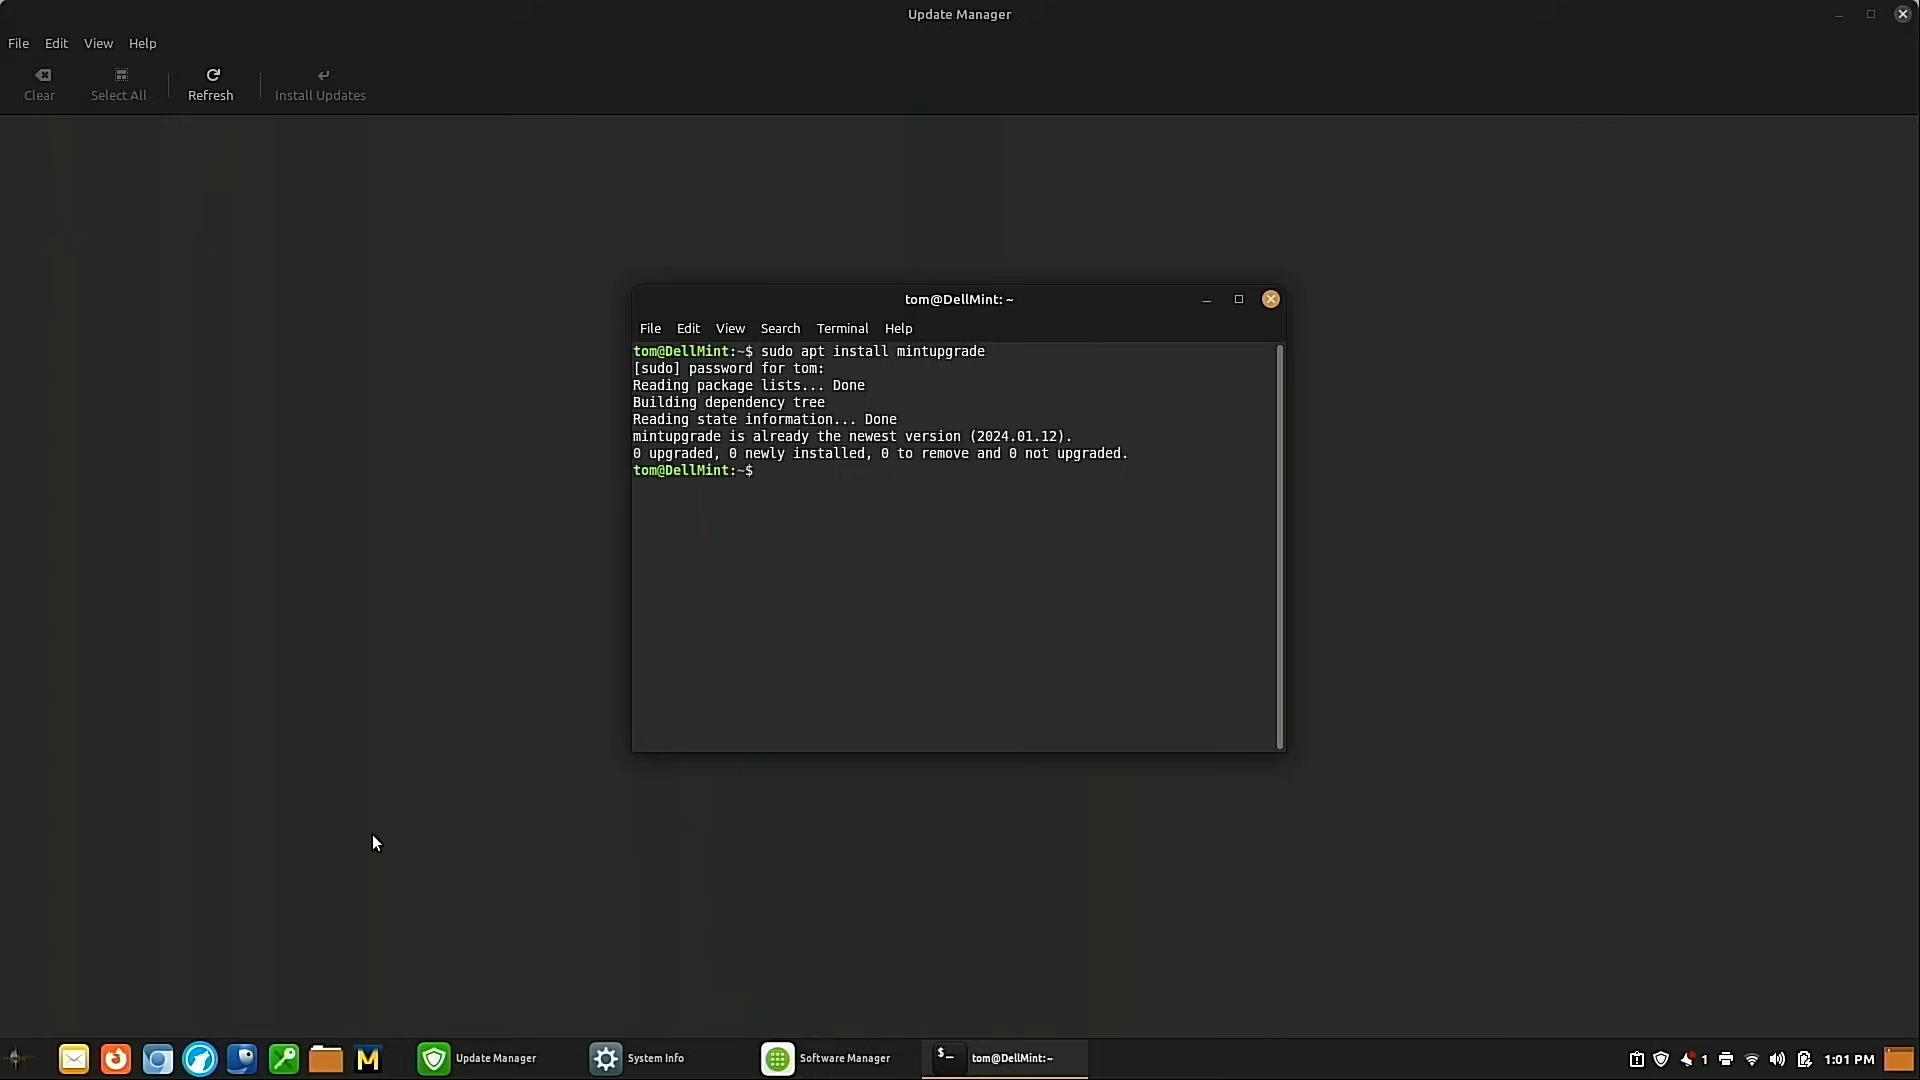 Update Manager
File Edit View Help
Clear Select All Refresh Install Updates
tom@DellMint: ~
File Edit View Search Terminal Help
tom@DellMint:~$ sudo apt install mintupgrade
[sudo] password for tom:
Reading package lists... Done
Building dependency tree
Reading state information... Done
mintupgrade is already the newest version (2024.01.12).
0 upgraded, 0 newly installed, 0 to remove and 0 not upgraded.
tom@DellMint:~$
M Update Manager System Info Software Manager $_ tom@DellMint:~ 1 1:01 PM